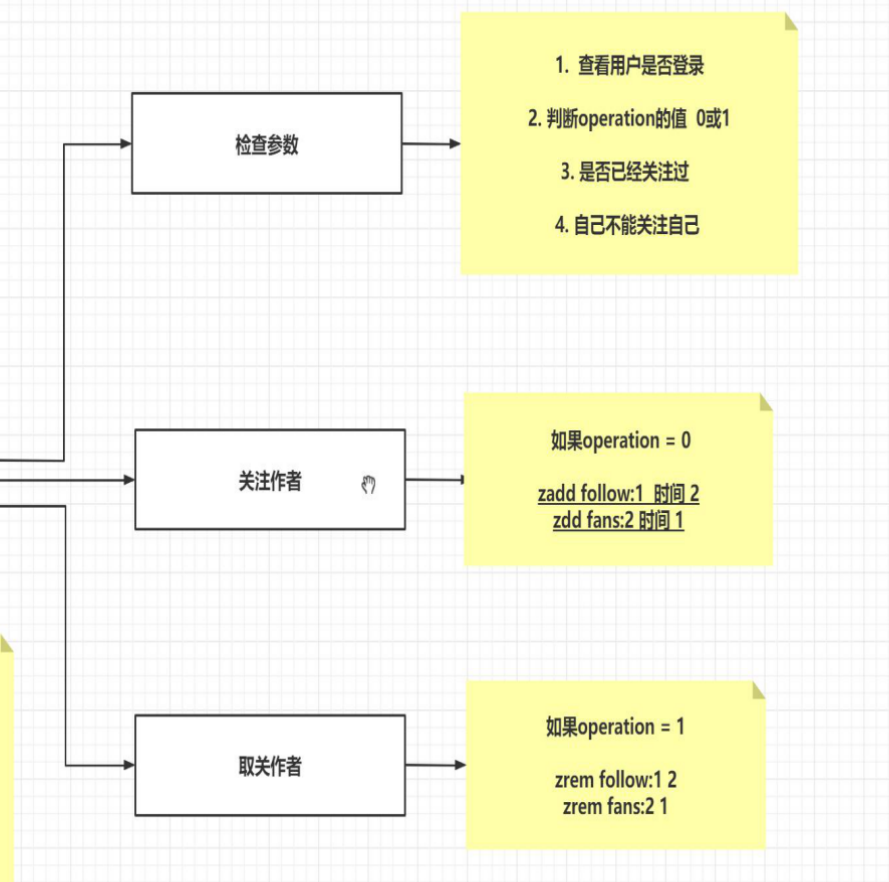 检查参数
1. 查看用户是否登录
2. 判断operation的值 0或1
3. 是否已经关注过
4. 自己不能关注自己
关注作者
如果operation = 0
zadd follow:1 时间 2
zdd fans:2 时间 1
取关作者
如果operation = 1
zrem follow:1 2
zrem fans:2 1